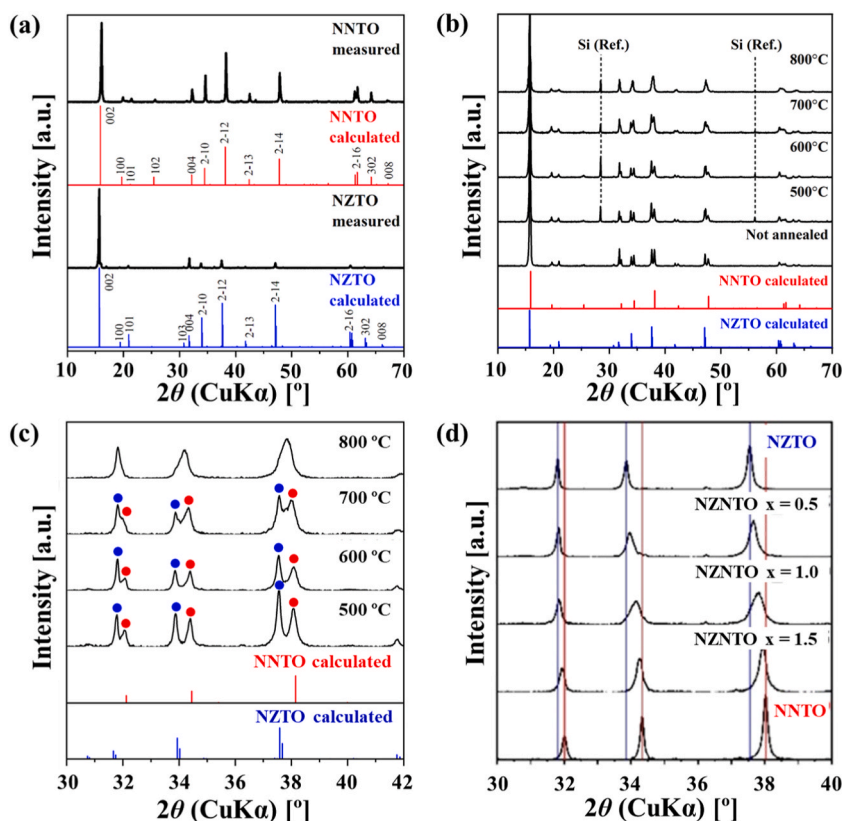 (a)
NNTO
measured
NNTO
calculated
002
100
101
102
004
2-10
2-12
2-13
2-14
2-16
302
008
NZTO
measured
NZTO
calculated
002
100
101
103
004
2-10
2-12
2-13
2-14
2-16
302
008
Intensity [a.u.]
10 20 30 40 50 60 70
2θ (CuKα) [º]
(b)
Si (Ref.) Si (Ref.)
800°C
700°C
600°C
500°C
Not annealed
NNTO calculated
NZTO calculated
Intensity [a.u.]
10 20 30 40 50 60 70
2θ (CuKα) [º]
(c)
800 ºC
700 ºC
600 ºC
500 ºC
NNTO calculated
NZTO calculated
Intensity [a.u.]
30 32 34 36 38 40 42
2θ (CuKα) [º]
(d)
NZTO
NZNTO x = 0.5
NZNTO x = 1.0
NZNTO x = 1.5
NNTO
Intensity [a.u.]
32 34 36 38 40
2θ (CuKα) [º]